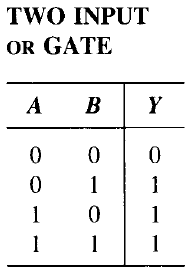 TWO INPUT
OR GATE
A B Y
0 0 0
0 1 1
1 0 1
1 1 1